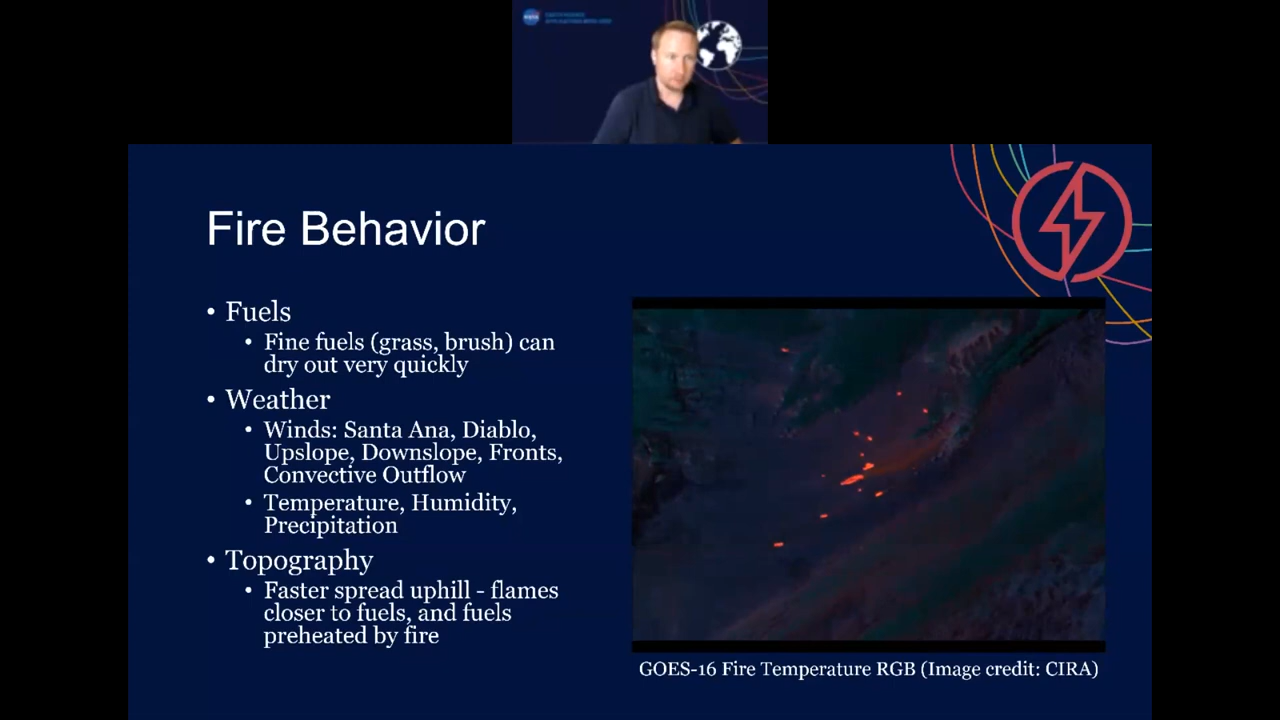 NASA
Fire Behavior
• Fuels
• Fine fuels (grass, brush) can
dry out very quickly
• Weather
• Winds: Santa Ana, Diablo,
Upslope, Downslope, Fronts,
Convective Outflow
• Temperature, Humidity,
Precipitation
• Topography
• Faster spread uphill - flames
closer to fuels, and fuels
preheated by fire
GOES-16 Fire Temperature RGB (Image credit: CIRA)